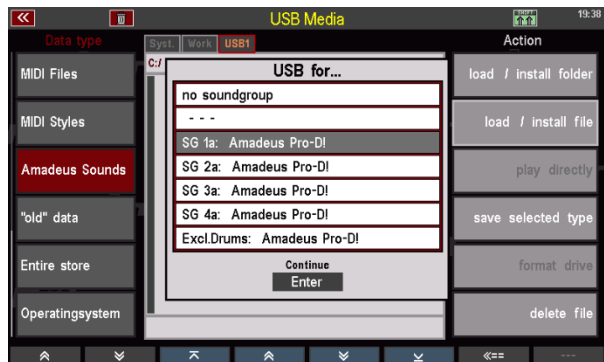 USB Media
SHIFT
19:38
Data type
Syst.
Work
USB1
Action
C:/
MIDI Files
MIDI Styles
Amadeus Sounds
"old" data
Entire store
Operatingsystem
USB for...
no soundgroup
- - -
SG 1a: Amadeus Pro-D!
SG 2a: Amadeus Pro-D!
SG 3a: Amadeus Pro-D!
SG 4a: Amadeus Pro-D!
Excl.Drums: Amadeus Pro-D!
Continue
Enter
load / install folder
load / install file
play directly
save selected type
format drive
delete file
<<==
---